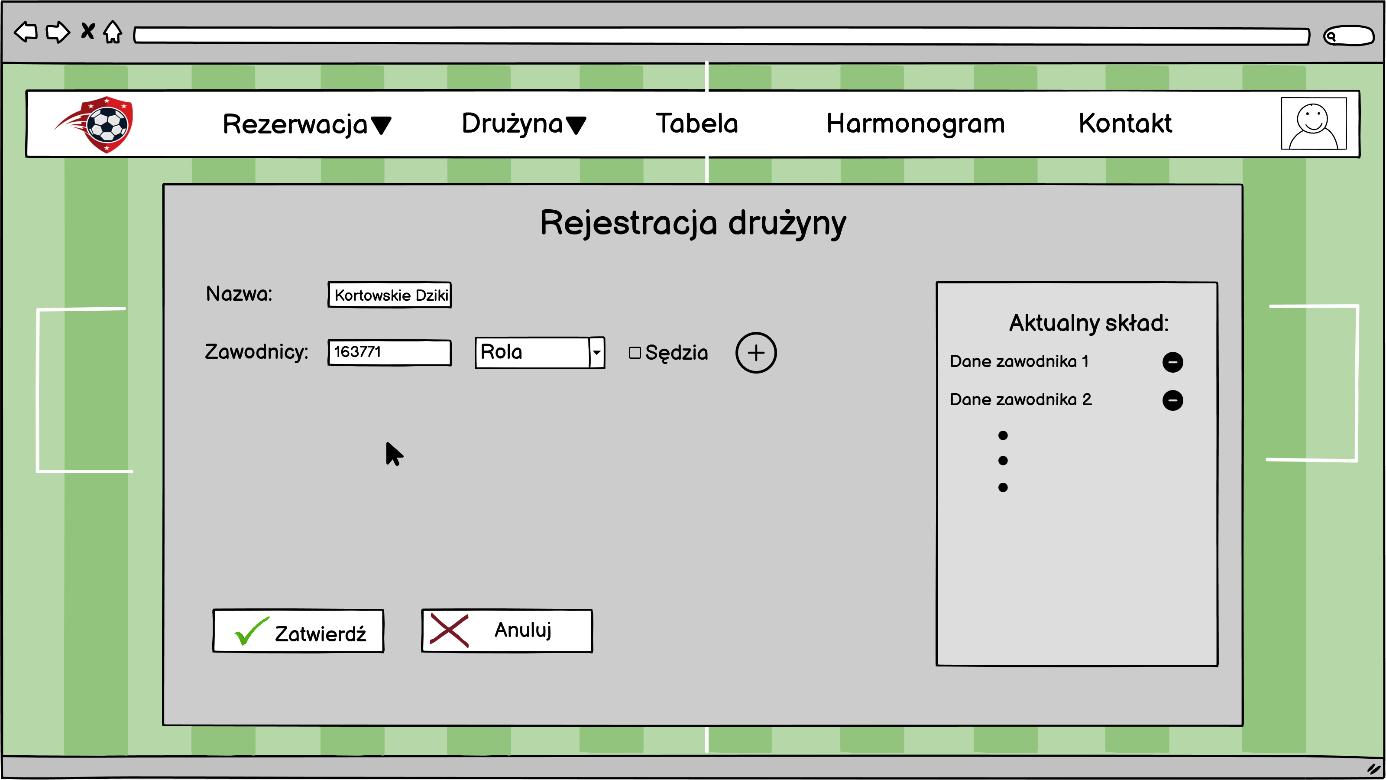 Rezerwacja Drużyna Tabela Harmonogram Kontakt
Rejestracja drużyny
Nazwa: Kortowskie Dziki
Zawodnicy: 163771 Rola Sędzia
Aktualny skład:
Dane zawodnika 1
Dane zawodnika 2
Zatwierdź Anuluj